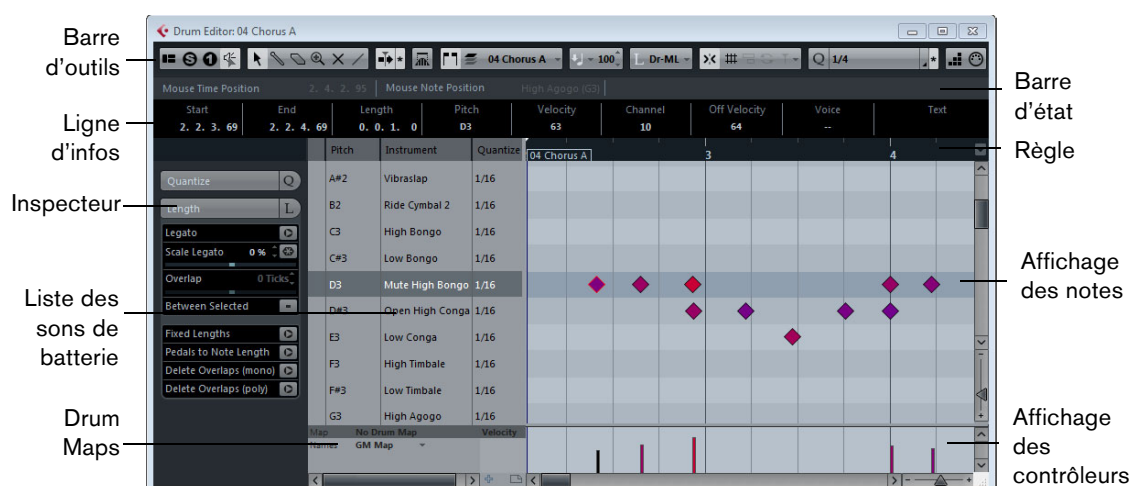 Drum Editor: 04 Chorus A
Barre
d'outils
04 Chorus A
100
Dr-ML
Q 1/4
Mouse Time Position 2. 4. 2. 95 Mouse Note Position High Agogo (G3)
Barre
d'état
Ligne
d'infos
Start End Length Pitch Velocity Channel Off Velocity Voice Text
2. 2. 3. 69 2. 2. 4. 69 0. 0. 1. 0 D3 63 10 64 --
Pitch Instrument Quantize
04 Chorus A 3 4
Règle
Quantize Q
Length L
Inspecteur
Legato
Scale Legato 0 %
Overlap 0 Ticks
Between Selected
Fixed Lengths
Pedals to Note Length
Delete Overlaps (mono)
Delete Overlaps (poly)
A#2 Vibraslap 1/16
B2 Ride Cymbal 2 1/16
C3 High Bongo 1/16
C#3 Low Bongo 1/16
D3 Mute High Bongo 1/16
D#3 Open High Conga 1/16
E3 Low Conga 1/16
F3 High Timbale 1/16
F#3 Low Timbale 1/16
G3 High Agogo 1/16
Affichage
des notes
Liste des
sons de
batterie
Drum
Maps
Map No Drum Map
Names GM Map
Velocity
Affichage
des
contrôleurs